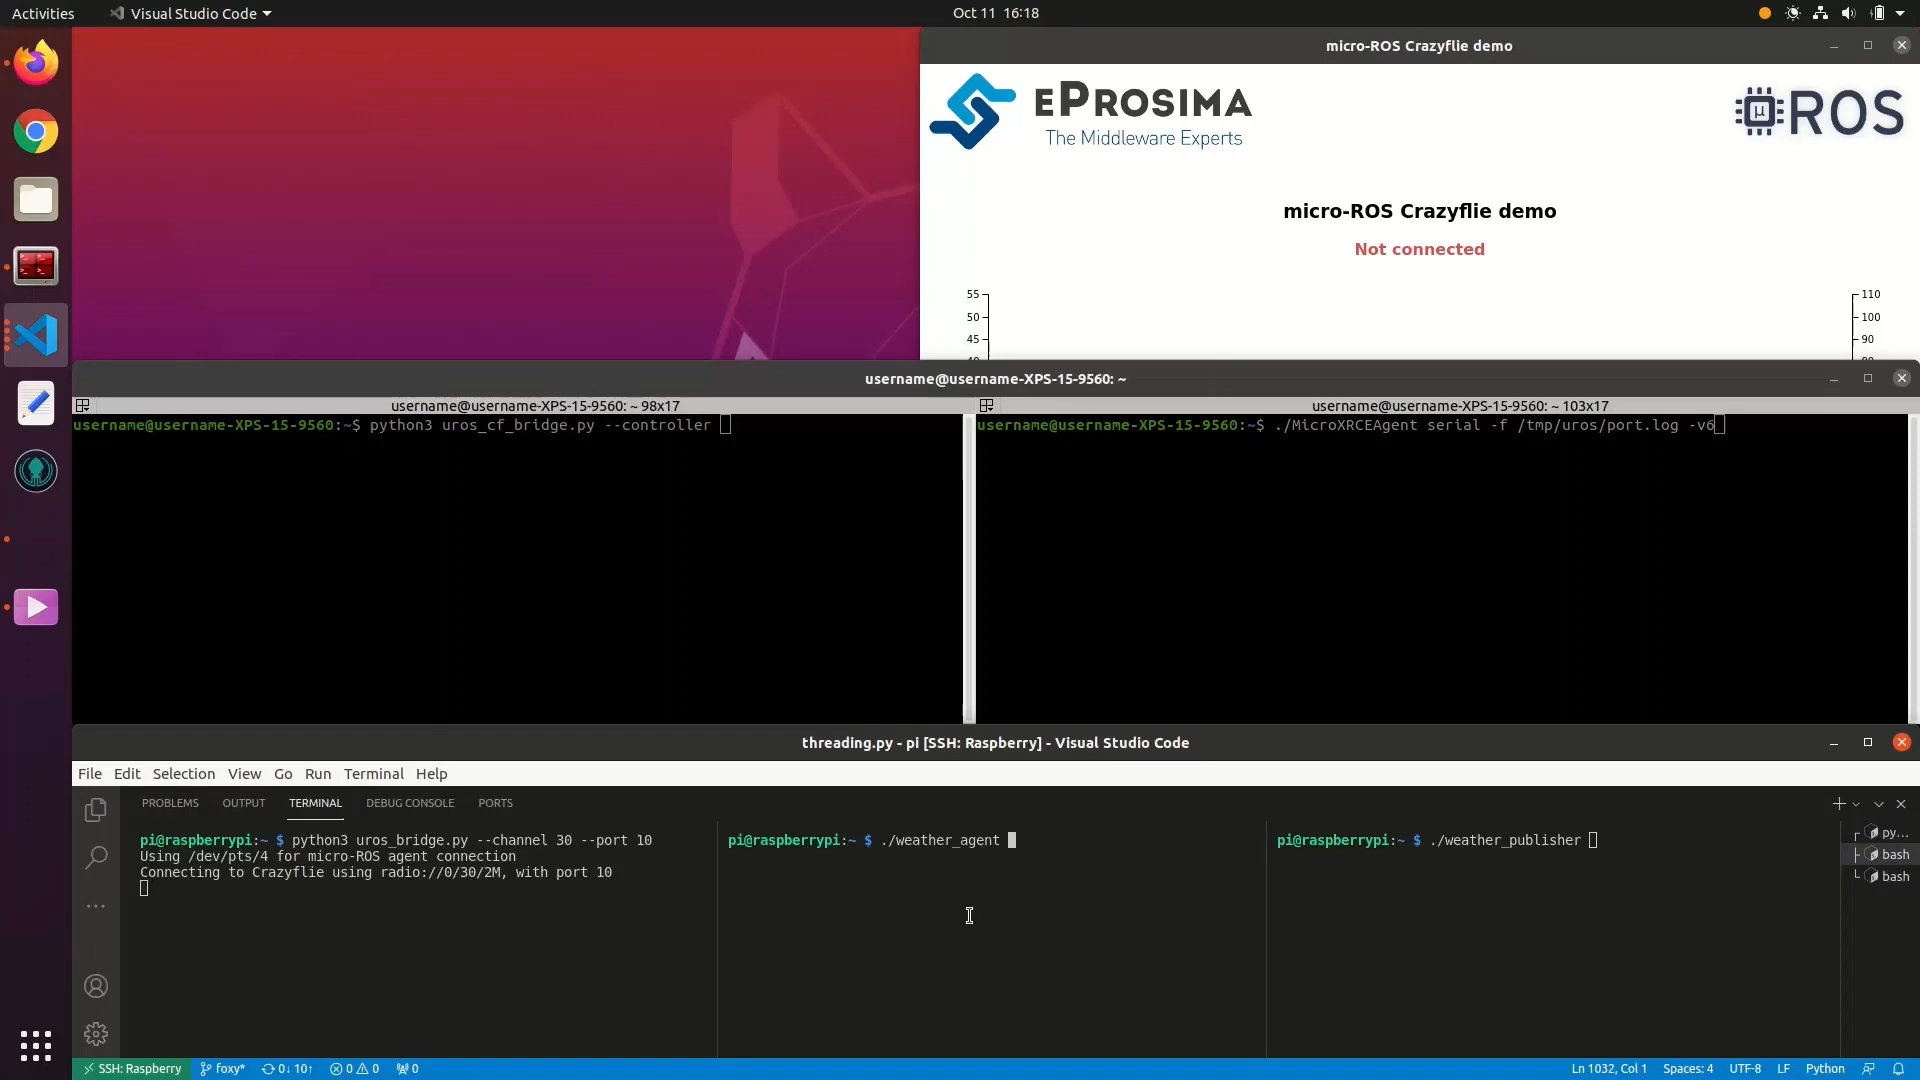 Activities
Visual Studio Code
Oct 11 16:18
micro-ROS Crazyflie demo
EPROSIMA
The Middleware Experts
µROS
micro-ROS Crazyflie demo
Not connected
55
50
45
110
100
90
username@username-XPS-15-9560: ~
username@username-XPS-15-9560: ~ 98x17
username@username-XPS-15-9560: ~ 103x17
username@username-XPS-15-9560:~$ python3 uros_cf_bridge.py --controller
username@username-XPS-15-9560:~$ ./MicroXRCEAgent serial -f /tmp/uros/port.log -v6
threading.py - pi [SSH: Raspberry] - Visual Studio Code
File Edit Selection View Go Run Terminal Help
PROBLEMS OUTPUT TERMINAL DEBUG CONSOLE PORTS
pi@raspberrypi:~ $ python3 uros_bridge.py --channel 30 --port 10
Using /dev/pts/4 for micro-ROS agent connection
Connecting to Crazyflie using radio://0/30/2M, with port 10
pi@raspberrypi:~ $ ./weather_agent
pi@raspberrypi:~ $ ./weather_publisher
py...
bash
bash
SSH: Raspberry foxy* 0↓ 10↑ 0 0 0
Ln 1032, Col 1 Spaces: 4 UTF-8 LF Python